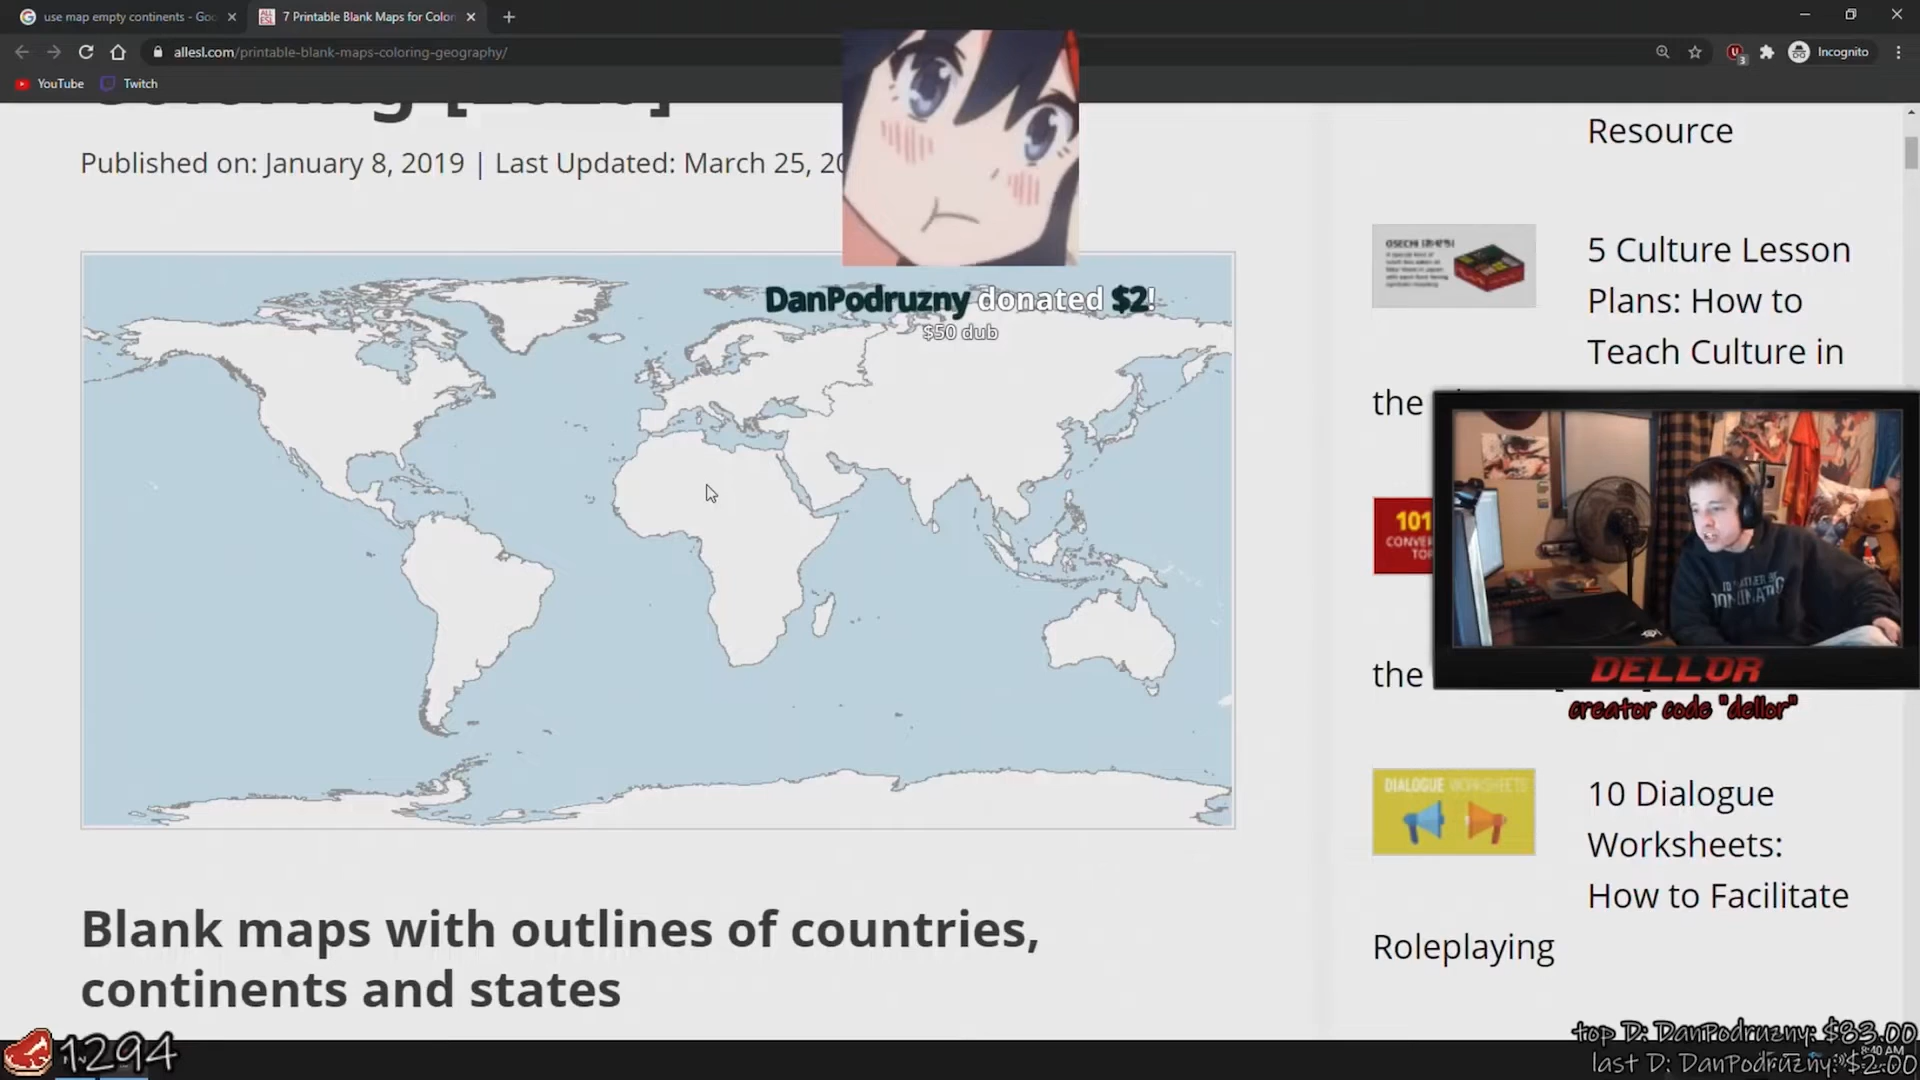 use map empty continents - Goo
7 Printable Blank Maps for Color
allesl.com/printable-blank-maps-coloring-geography/
Incognito
YouTube
Twitch
Published on: January 8, 2019 | Last Updated: March 25, 20
DanPodruzny donated $2!
$50 dub
Resource
5 Culture Lesson
Plans: How to
Teach Culture in
the
101
the
DELLOR
creator code "dellor"
DIALOGUE WORKSHEETS
10 Dialogue
Worksheets:
How to Facilitate
Roleplaying
Blank maps with outlines of countries,
continents and states
1294
top D: DanPodruzny: $83.00
8:40 AM
last D: DanPodruzny: $2.00